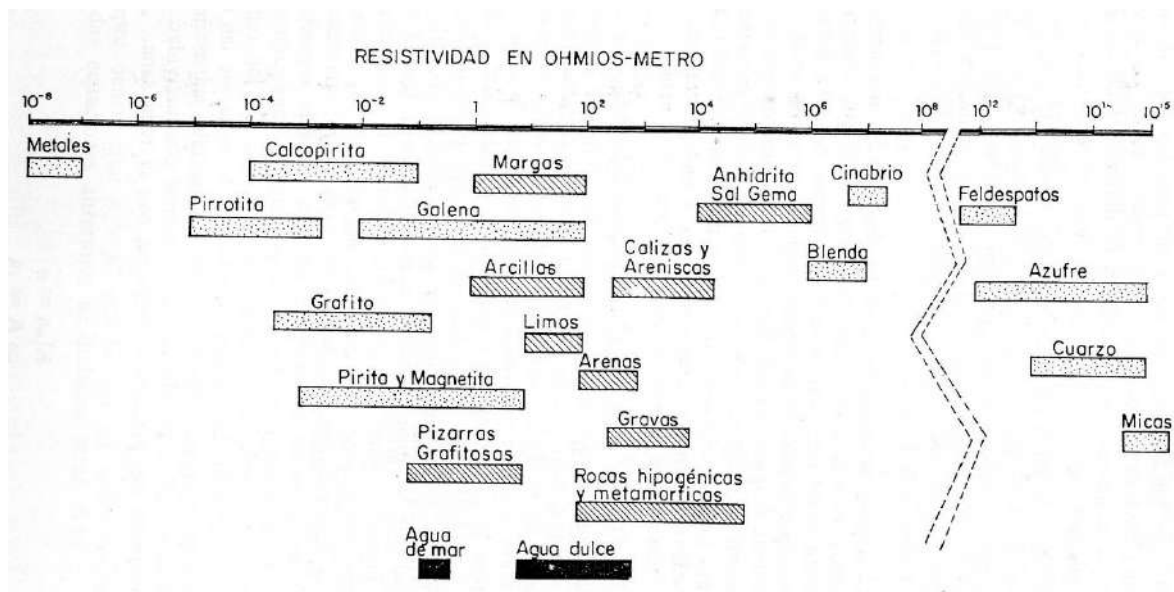 RESISTIVIDAD EN OHMIOS-METRO
10⁻⁸ 10⁻⁶ 10⁻⁴ 10⁻² 1 10² 10⁴ 10⁶ 10⁸ 10¹² 10¹⁴ 10¹⁵
Metales
Calcopirita
Margas
Anhidrita
Sal Gema
Cinabrio
Feldespatos
Pirrotita
Galena
Calizas y
Areniscas
Blenda
Arcillas
Azufre
Grafito
Limos
Arenas
Cuarzo
Pirita y Magnetita
Gravas
Micas
Pizarras
Grafitosas
Rocas hipogénicas
y metamorficas
Agua
de mar
Agua dulce